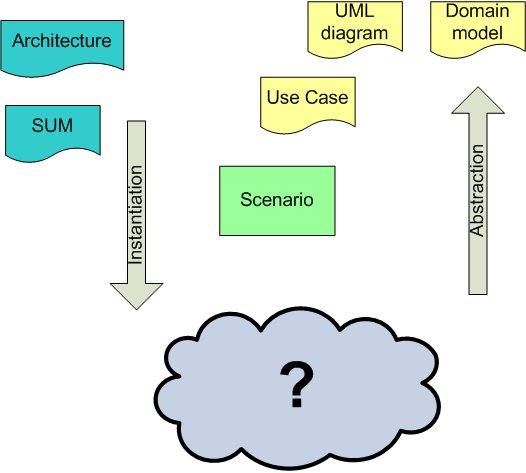 Architecture
SUM
Instantiation
UML
diagram
Domain
model
Use Case
Scenario
Abstraction
?